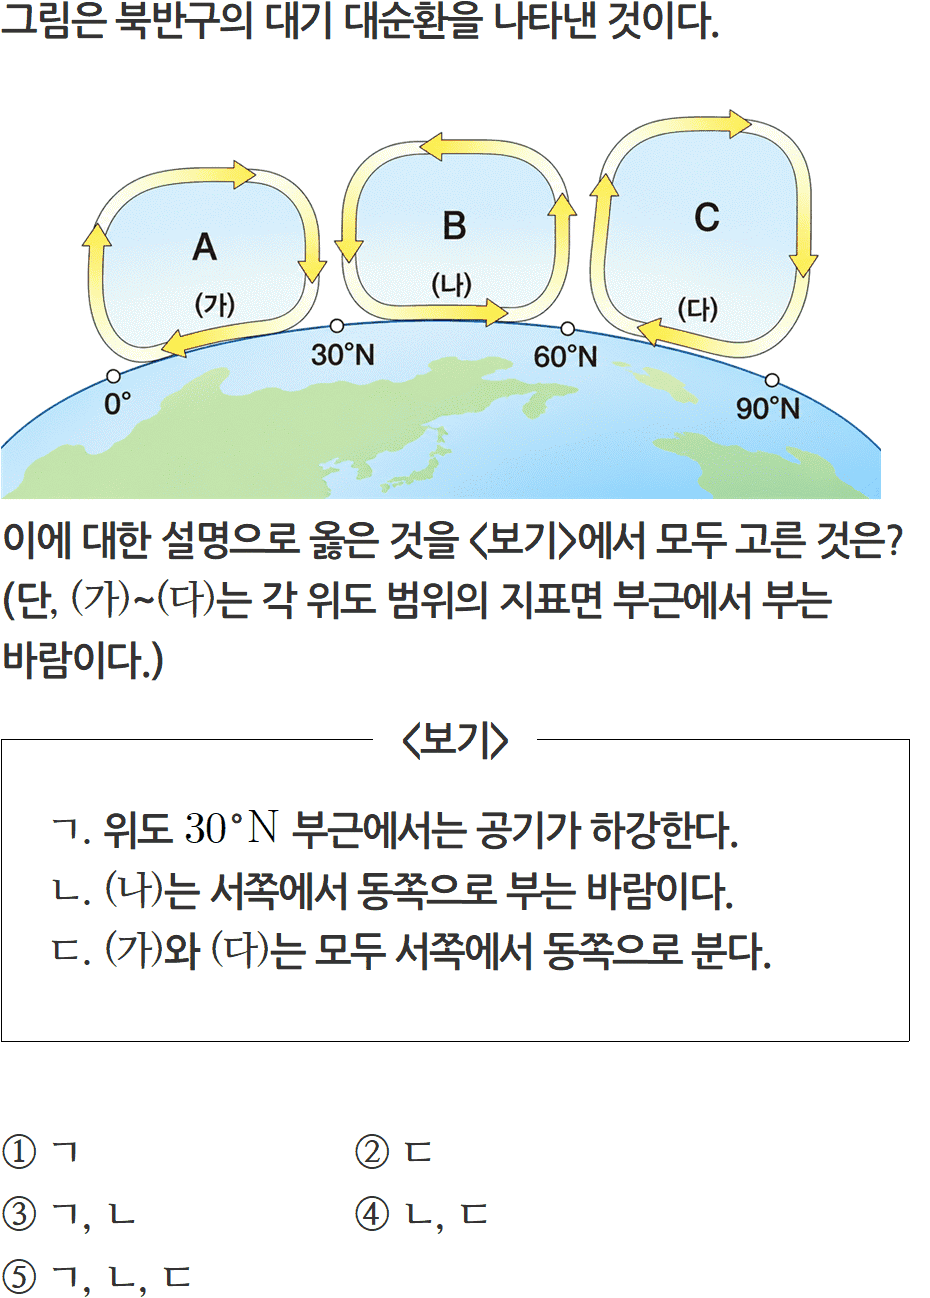 그림은 북반구의 대기 대순환을 나타낸 것이다.
A
B
C
(가)
(나)
(다)
0°
30°N
60°N
90°N
이에 대한 설명으로 옳은 것을 <보기>에서 모두 고른 것은?
(단, (가)~(다)는 각 위도 범위의 지표면 부근에서 부는
바람이다.)
<보기>
ㄱ. 위도 30°N 부근에서는 공기가 하강한다.
ㄴ. (나)는 서쪽에서 동쪽으로 부는 바람이다.
ㄷ. (가)와 (다)는 모두 서쪽에서 동쪽으로 분다.
① ㄱ ② ㄷ
③ ㄱ, ㄴ ④ ㄴ, ㄷ
⑤ ㄱ, ㄴ, ㄷ